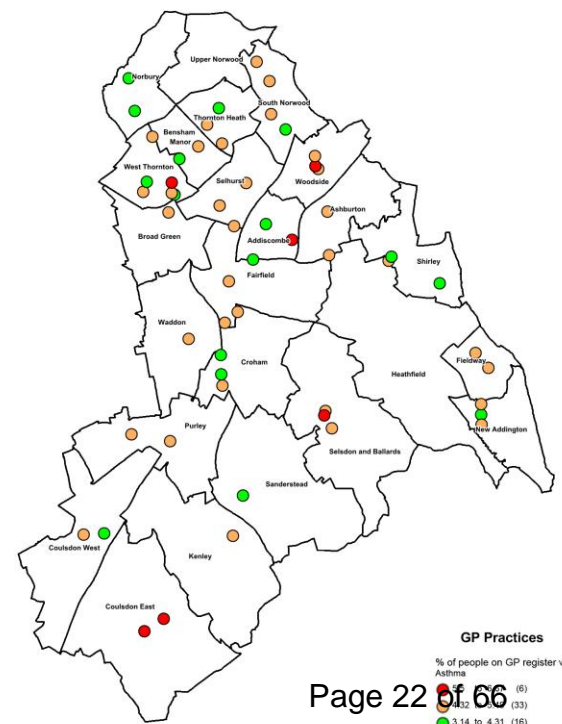 Upper Norwood
Norbury
South Norwood
Thornton Heath
Bensham
Manor
West Thornton
Selhurst
Woodside
Ashburton
Broad Green
Addiscombe
Shirley
Fairfield
Waddon
Croham
Heathfield
Fieldway
New Addington
Purley
Selsdon and Ballards
Sanderstead
Coulsdon West
Kenley
Coulsdon East
GP Practices
% of people on GP register
Asthma
(6)
Page 22 of 66
(33)
3.14 to 4.31 (16)